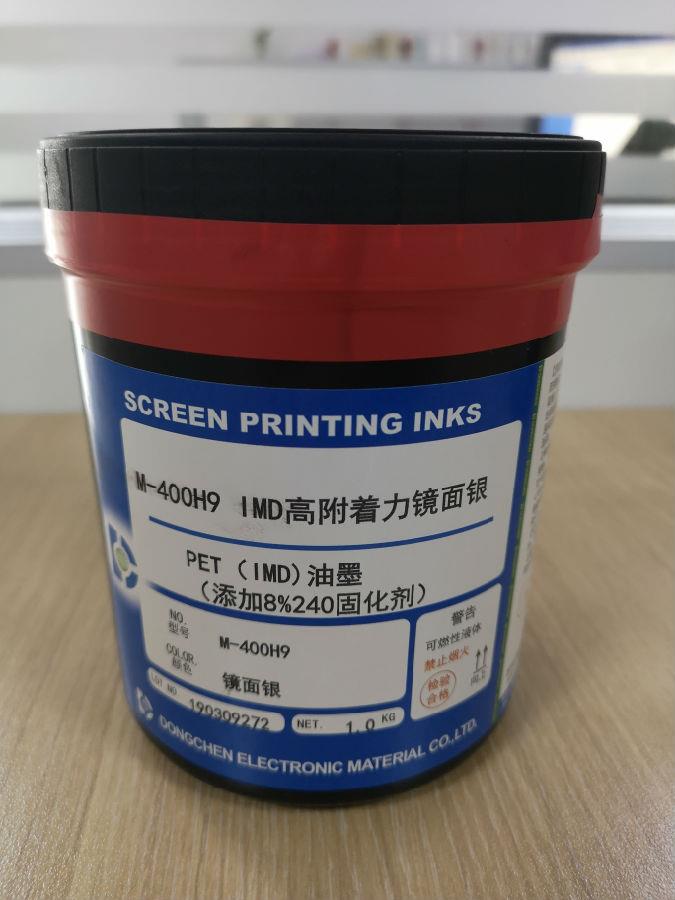 SCREEN PRINTING INKS
M-400H9 IMD高附着力镜面银
PET（IMD）油墨
（添加8%240固化剂）
NO.
型号
M-400H9
COLOR.
颜色
镜面银
LOT NO
190309272
NET.
1.0 KG
警告
可燃性液体
禁止烟火
检验
合格
向上
DONGCHEN ELECTRONIC MATERIAL CO.,LTD.